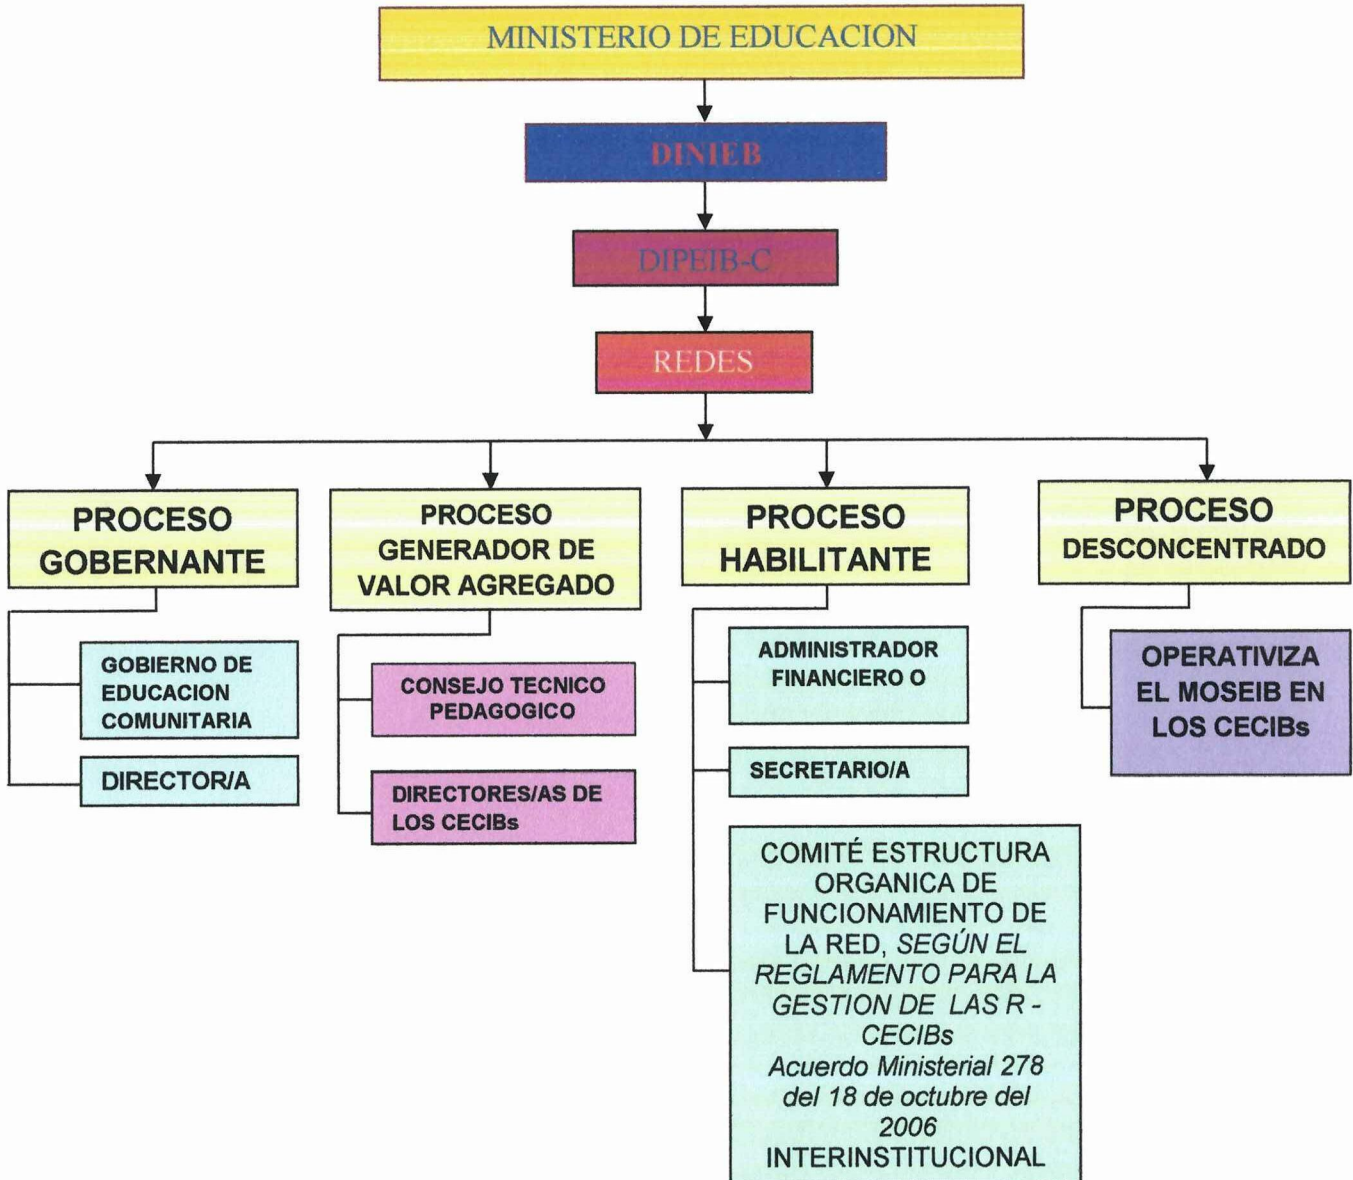 MINISTERIO DE EDUCACION
DINIEB
DIPEIB-C
REDES
PROCESO
GOBERNANTE
GOBIERNO DE
EDUCACION
COMUNITARIA
DIRECTOR/A
PROCESO
GENERADOR DE
VALOR AGREGADO
CONSEJO TECNICO
PEDAGOGICO
DIRECTORES/AS DE
LOS CECIBs
PROCESO
HABILITANTE
ADMINISTRADOR
FINANCIERO O
SECRETARIO/A
COMITÉ ESTRUCTURA
ORGANICA DE
FUNCIONAMIENTO DE
LA RED, SEGÚN EL
REGLAMENTO PARA LA
GESTION DE LAS R -
CECIBs
Acuerdo Ministerial 278
del 18 de octubre del
2006
INTERINSTITUCIONAL
PROCESO
DESCONCENTRADO
OPERATIVIZA
EL MOSEIB EN
LOS CECIBs